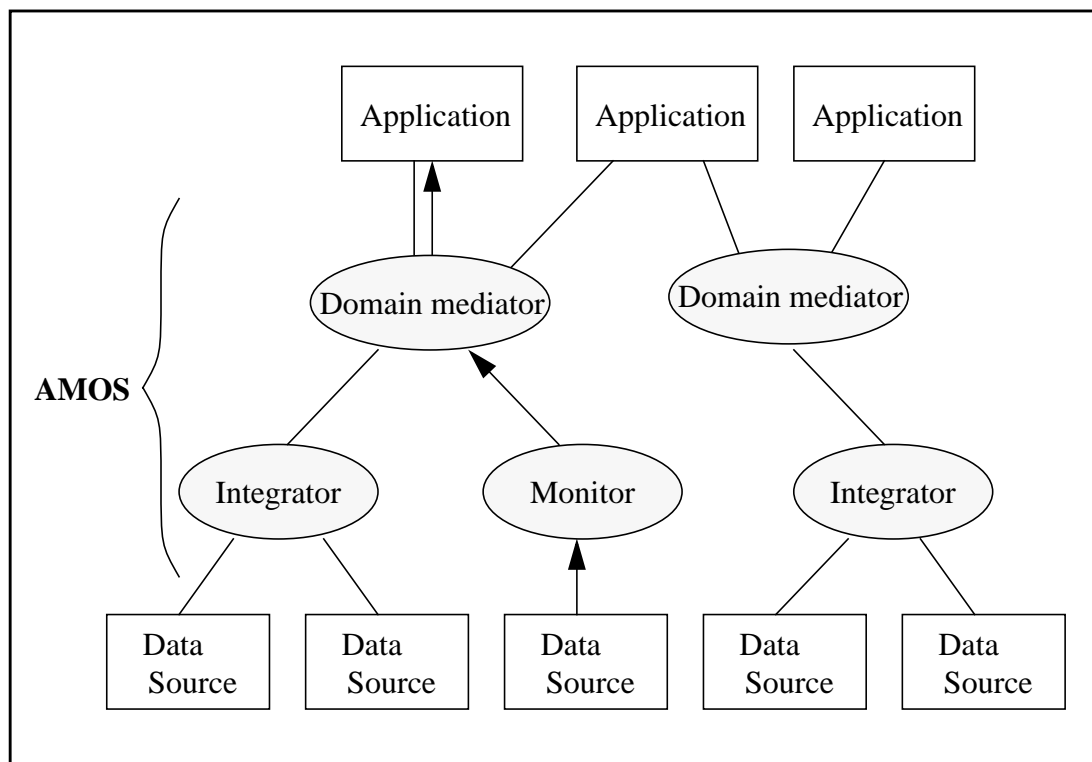 Application
Application
Application
Domain mediator
Domain mediator
AMOS
Integrator
Monitor
Integrator
Data
Source
Data
Source
Data
Source
Data
Source
Data
Source